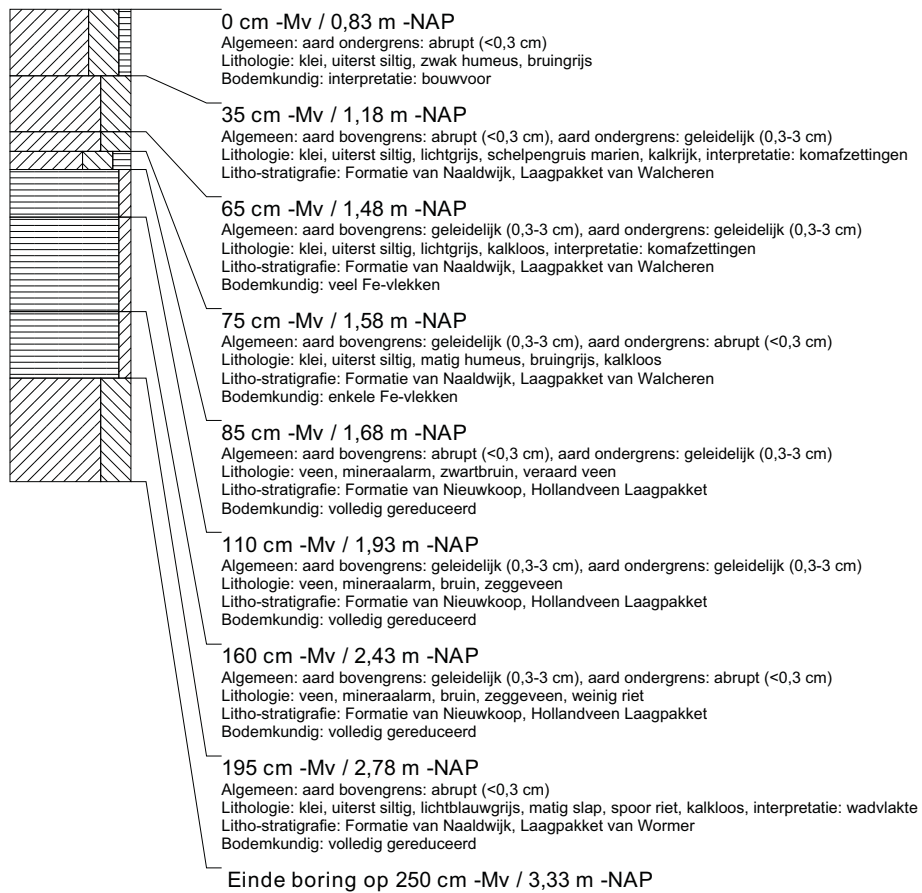 0 cm -Mv / 0,83 m -NAP
Algemeen: aard ondergrens: abrupt (<0,3 cm)
Lithologie: klei, uiterst siltig, zwak humeus, bruingrijs
Bodemkundig: interpretatie: bouwvoor
35 cm -Mv / 1,18 m -NAP
Algemeen: aard bovengrens: abrupt (<0,3 cm), aard ondergrens: geleidelijk (0,3-3 cm)
Lithologie: klei, uiterst siltig, lichtgrijs, schelpengruis marien, kalkrijk, interpretatie: komafzettingen
Litho-stratigrafie: Formatie van Naaldwijk, Laagpakket van Walcheren
65 cm -Mv / 1,48 m -NAP
Algemeen: aard bovengrens: geleidelijk (0,3-3 cm), aard ondergrens: geleidelijk (0,3-3 cm)
Lithologie: klei, uiterst siltig, lichtgrijs, kalkloos, interpretatie: komafzettingen
Litho-stratigrafie: Formatie van Naaldwijk, Laagpakket van Walcheren
Bodemkundig: veel Fe-vlekken
75 cm -Mv / 1,58 m -NAP
Algemeen: aard bovengrens: geleidelijk (0,3-3 cm), aard ondergrens: abrupt (<0,3 cm)
Lithologie: klei, uiterst siltig, matig humeus, bruingrijs, kalkloos
Litho-stratigrafie: Formatie van Naaldwijk, Laagpakket van Walcheren
Bodemkundig: enkele Fe-vlekken
85 cm -Mv / 1,68 m -NAP
Algemeen: aard bovengrens: abrupt (<0,3 cm), aard ondergrens: geleidelijk (0,3-3 cm)
Lithologie: veen, mineraalarm, zwartbruin, veraard veen
Litho-stratigrafie: Formatie van Nieuwkoop, Hollandveen Laagpakket
Bodemkundig: volledig gereduceerd
110 cm -Mv / 1,93 m -NAP
Algemeen: aard bovengrens: geleidelijk (0,3-3 cm), aard ondergrens: geleidelijk (0,3-3 cm)
Lithologie: veen, mineraalarm, bruin, zeggeveen
Litho-stratigrafie: Formatie van Nieuwkoop, Hollandveen Laagpakket
Bodemkundig: volledig gereduceerd
160 cm -Mv / 2,43 m -NAP
Algemeen: aard bovengrens: geleidelijk (0,3-3 cm), aard ondergrens: abrupt (<0,3 cm)
Lithologie: veen, mineraalarm, bruin, zeggeveen, weinig riet
Litho-stratigrafie: Formatie van Nieuwkoop, Hollandveen Laagpakket
Bodemkundig: volledig gereduceerd
195 cm -Mv / 2,78 m -NAP
Algemeen: aard bovengrens: abrupt (<0,3 cm)
Lithologie: klei, uiterst siltig, lichtblauwgrijs, matig slap, spoor riet, kalkloos, interpretatie: wadvlakte
Litho-stratigrafie: Formatie van Naaldwijk, Laagpakket van Wormer
Bodemkundig: volledig gereduceerd
Einde boring op 250 cm -Mv / 3,33 m -NAP